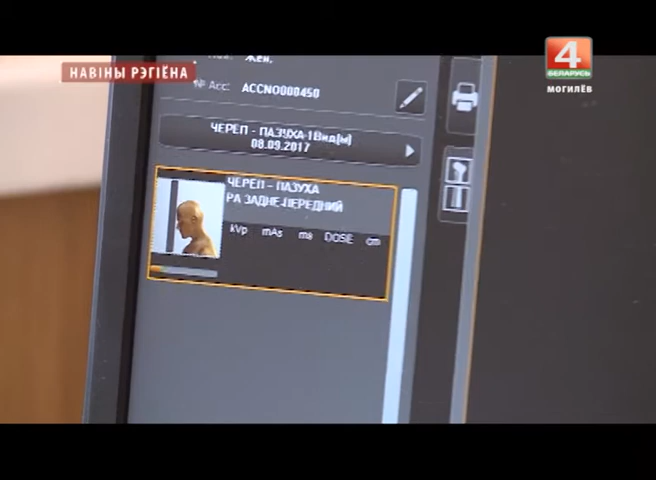 НАВІНЫ РЭГІЁНА
4
БЕЛАРУСЬ
МОГИЛЁВ
Жен.
№ Acc: ACCNO000450
ЧЕРЕП - ПАЗУХА-1Вид[м]
08.09.2017
ЧЕРЕП - ПАЗУХА
PA ЗАДНЕ-ПЕРЕДНИЙ
kVp mAs ms DOSE cm